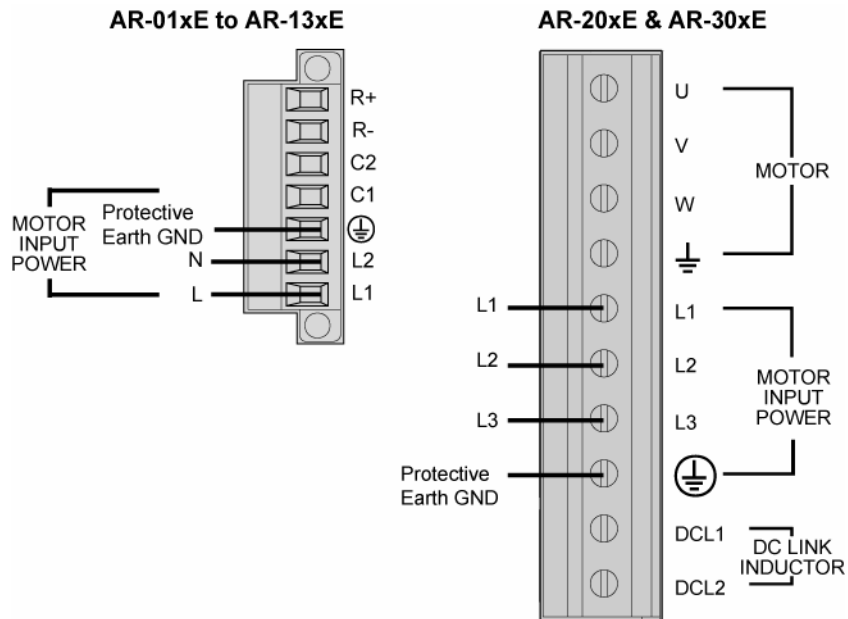 AR-01xE to AR-13xE
R+
R-
C2
C1
Protective
Earth GND
MOTOR
INPUT
POWER
N
L2
L
L1
AR-20xE & AR-30xE
U
V
W
MOTOR
L1
L1
L2
L2
L3
L3
MOTOR
INPUT
POWER
Protective
Earth GND
DCL1
DCL2
DC LINK
INDUCTOR